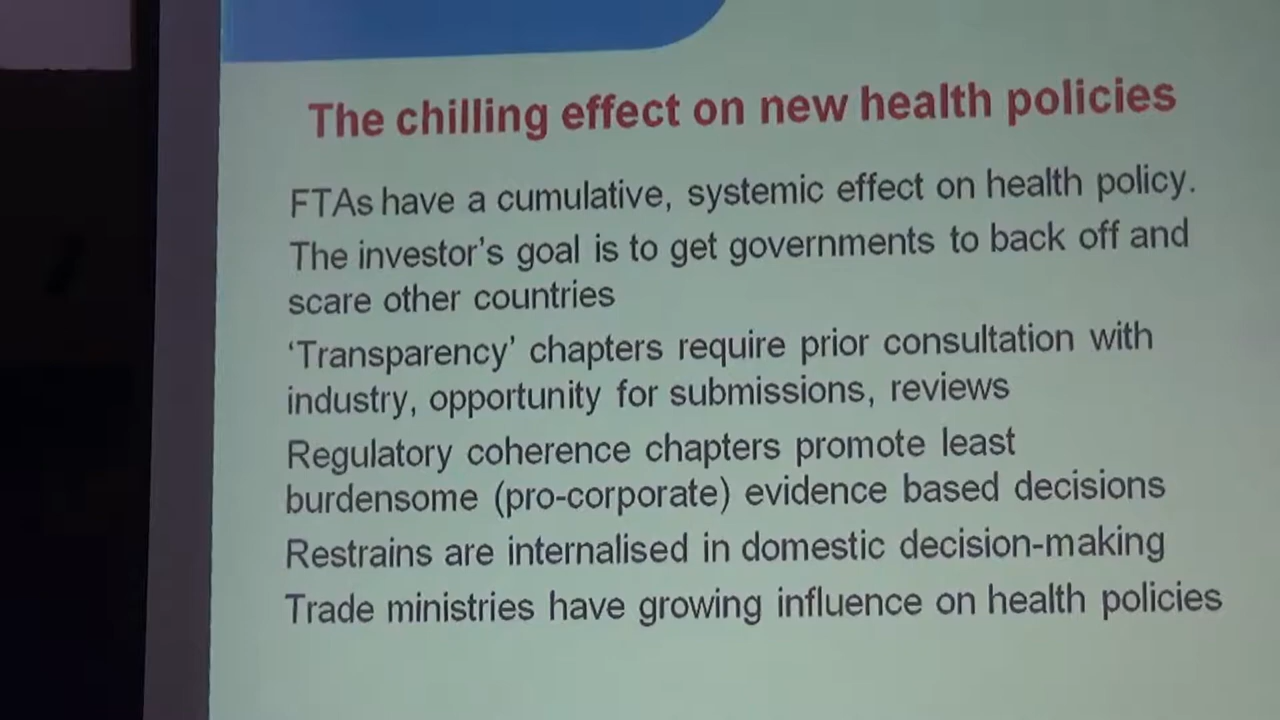 The chilling effect on new health policies
FTAs have a cumulative, systemic effect on health policy.
The investor's goal is to get governments to back off and
scare other countries
‘Transparency’ chapters require prior consultation with
industry, opportunity for submissions, reviews
Regulatory coherence chapters promote least
burdensome (pro-corporate) evidence based decisions
Restrains are internalised in domestic decision-making
Trade ministries have growing influence on health policies